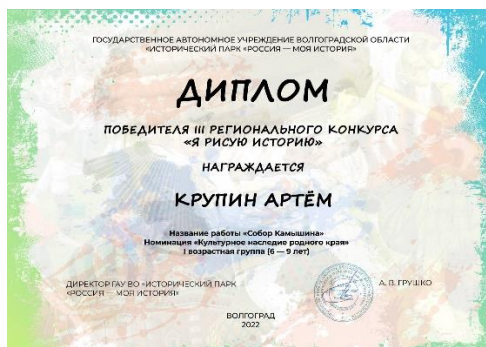 ГОСУДАРСТВЕННОЕ АВТОНОМНОЕ УЧРЕЖДЕНИЕ ВОЛГОГРАДСКОЙ ОБЛАСТИ
«ИСТОРИЧЕСКИЙ ПАРК «РОССИЯ — МОЯ ИСТОРИЯ»
ДИПЛОМ
ПОБЕДИТЕЛЯ III РЕГИОНАЛЬНОГО КОНКУРСА
«Я РИСУЮ ИСТОРИЮ»
НАГРАЖДАЕТСЯ
КРУПИН АРТЁМ
Название работы «Собор Камышина»
Номинация «Культурное наследие родного края»
I возрастная группа (6 — 9 лет)
ДИРЕКТОР ГАУ ВО «ИСТОРИЧЕСКИЙ ПАРК
«РОССИЯ — МОЯ ИСТОРИЯ»
А. П. ГРУШКО
ВОЛГОГРАД
2022